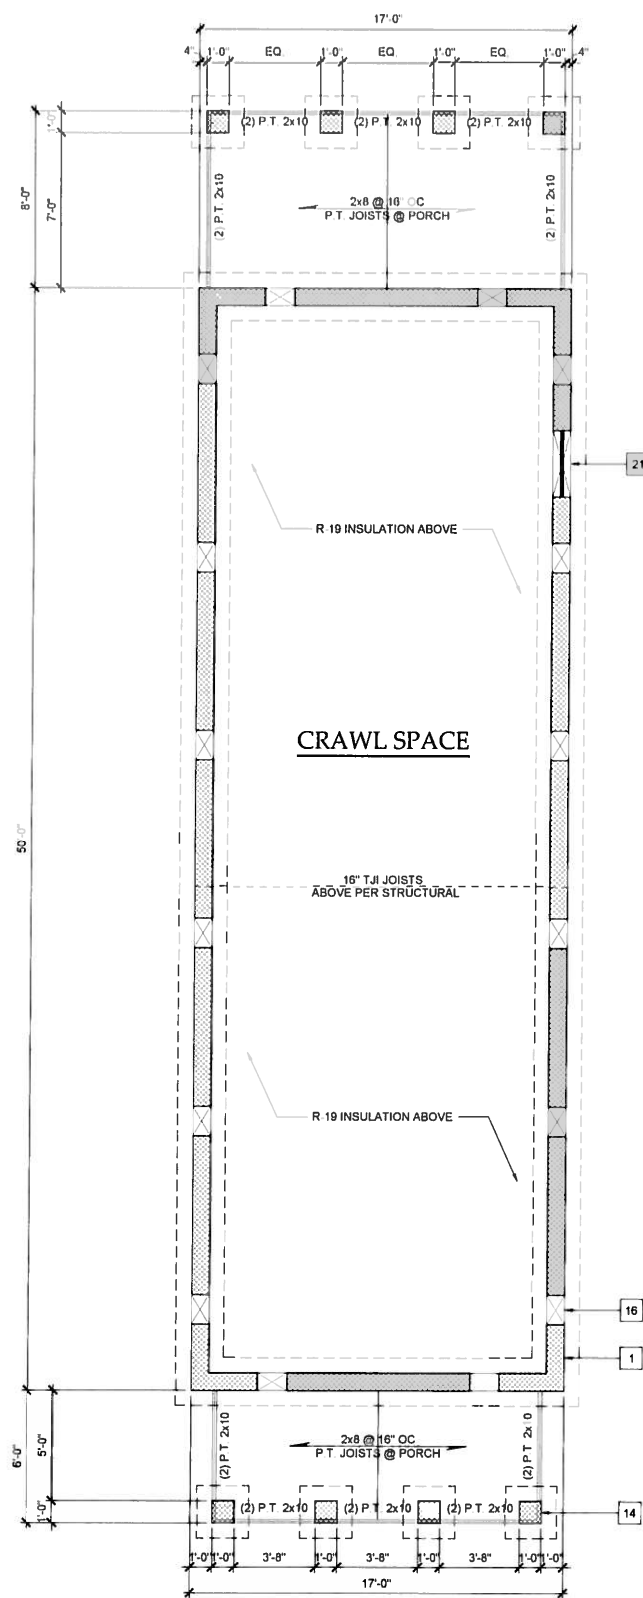 17'-0"
4" 1'-0" EQ. 1'-0" EQ. 1'-0" EQ. 1'-0" 4"
(2) P.T. 2x10 (2) P.T. 2x10 (2) P.T. 2x10
1'-0"
8'-0"
7'-0"
(2) P.T. 2x10
(2) P.T. 2x10
2x8 @ 16" OC
P.T. JOISTS @ PORCH
21
R-19 INSULATION ABOVE
CRAWL SPACE
50'-0"
16" TJI JOISTS
ABOVE PER STRUCTURAL
R-19 INSULATION ABOVE
16
1
6'-0"
5'-0"
1'-0"
(2) P.T. 2x10
(2) P.T. 2x10
2x8 @ 16" OC
P.T. JOISTS @ PORCH
(2) P.T. 2x10 (2) P.T. 2x10 (2) P.T. 2x10
14
1'-0" 1'-0" 3'-8" 1'-0" 3'-8" 1'-0" 3'-8" 1'-0" 1'-0"
17'-0"